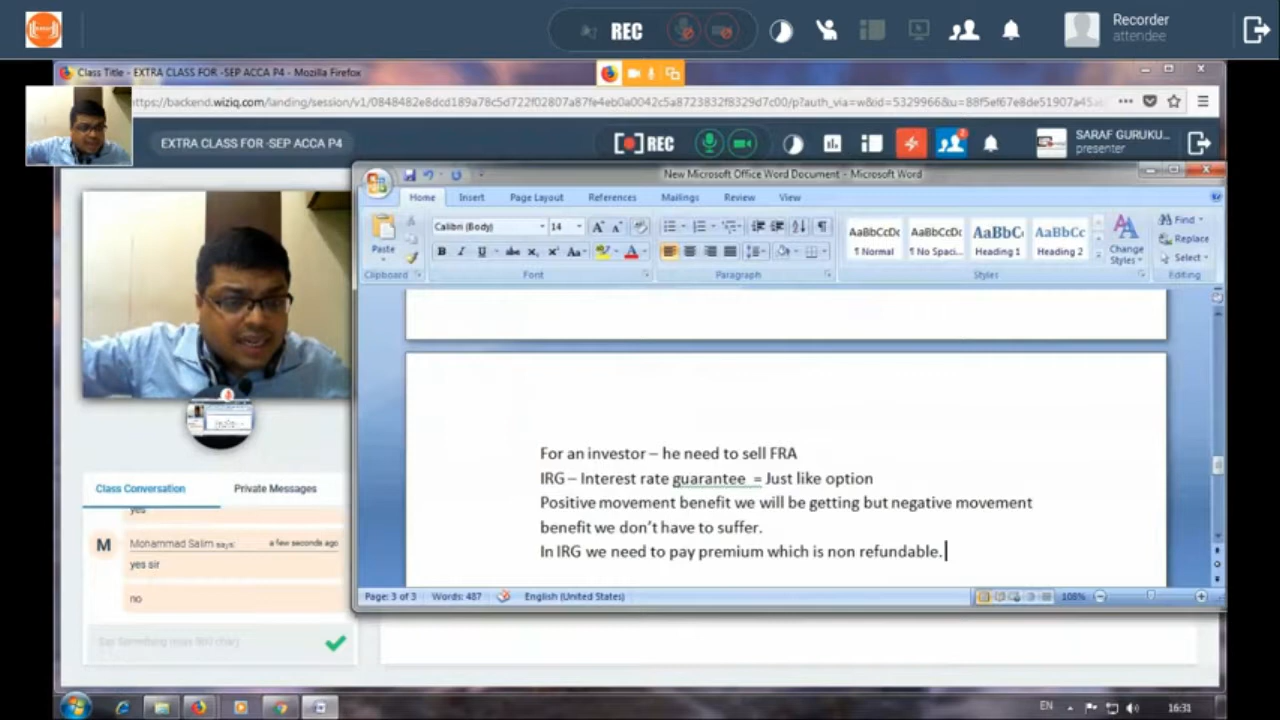 REC
Recorder
attendee
Class Title - EXTRA CLASS FOR -SEP ACCA P4 - Mozilla Firefox
EXTRA CLASS FOR -SEP ACCA P4
REC
SARAF GURUKU...
presenter
New Microsoft Office Word Document - Microsoft Word
Home Insert Page Layout References Mailings Review View
Calibri (Body) 14
Paste
AaBbCcDc AaBbCcDc AaBbC AaBbCc
¶ Normal ¶ No Spaci... Heading 1 Heading 2
Change Styles
Find
Replace
Select
Clipboard Font Paragraph Styles Editing
For an investor – he need to sell FRA
IRG – Interest rate guarantee = Just like option
Positive movement benefit we will be getting but negative movement
benefit we don't have to suffer.
In IRG we need to pay premium which is non refundable.
Page: 3 of 3 Words: 487 English (United States) 108%
Class Conversation Private Messages
yes
M
Mohammad Salim says: a few seconds ago
yes sir
no
EN 16:31